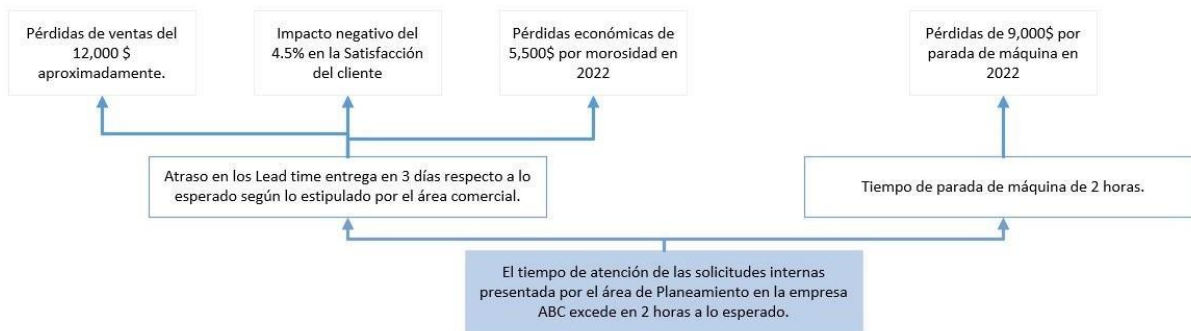 Pérdidas de ventas del
12,000 $
aproximadamente.
Impacto negativo del
4.5% en la Satisfacción
del cliente
Pérdidas económicas de
5,500$ por morosidad en
2022
Pérdidas de 9,000$ por
parada de máquina en
2022
Atraso en los Lead time entrega en 3 días respecto a lo
esperado según lo estipulado por el área comercial.
Tiempo de parada de máquina de 2 horas.
El tiempo de atención de las solicitudes internas
presentada por el área de Planeamiento en la empresa
ABC excede en 2 horas a lo esperado.